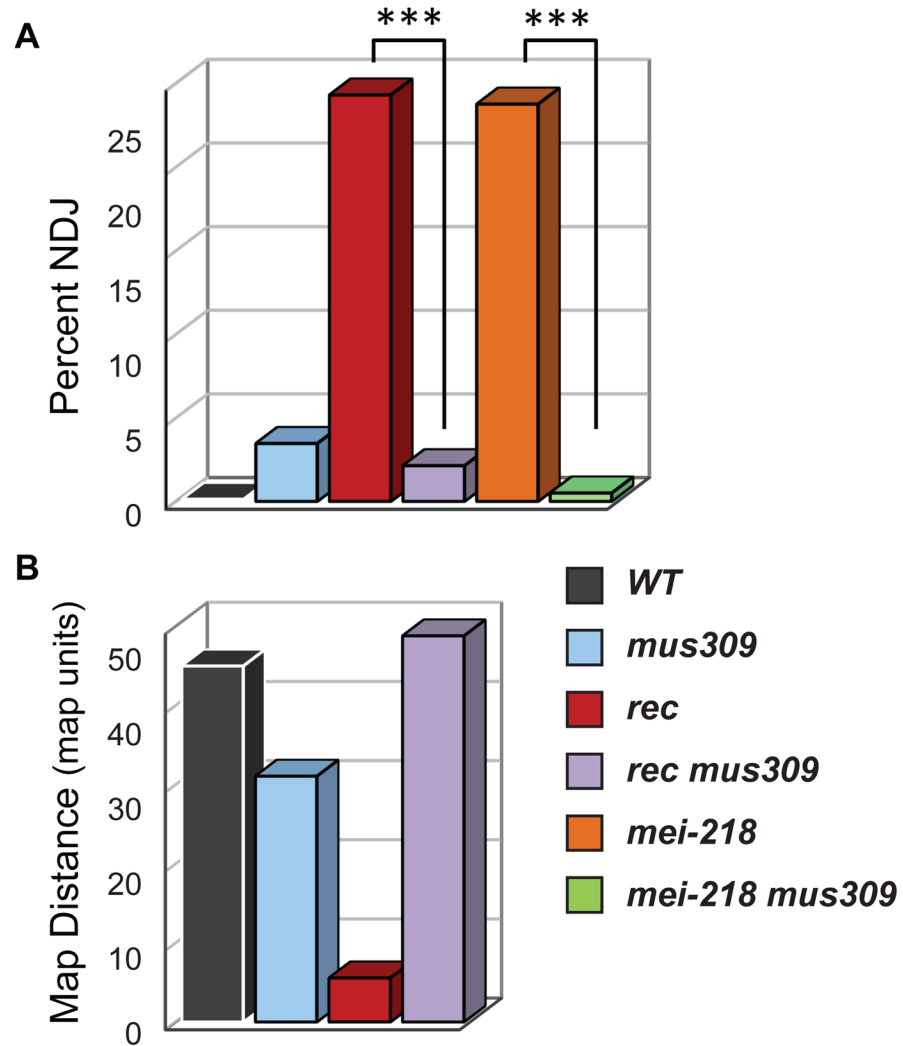 A
*** ***
Percent NDJ
25
20
15
10
5
0
B
Map Distance (map units)
50
40
30
20
10
0
WT
mus309
rec
rec mus309
mei-218
mei-218 mus309